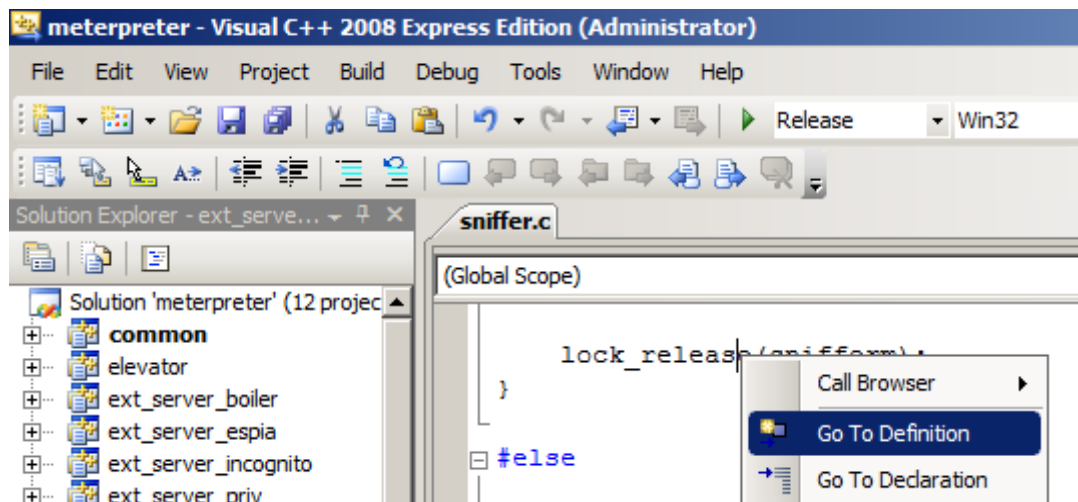 meterpreter - Visual C++ 2008 Express Edition (Administrator)
File Edit View Project Build Debug Tools Window Help
Release Win32
Solution Explorer - ext_serve...
sniffer.c
(Global Scope)
Solution 'meterpreter' (12 projec
common
elevator
ext_server_boiler
ext_server_espia
ext_server_incognito
ext_server_priv
lock_release(snifferm);
}
#else
Call Browser
Go To Definition
Go To Declaration